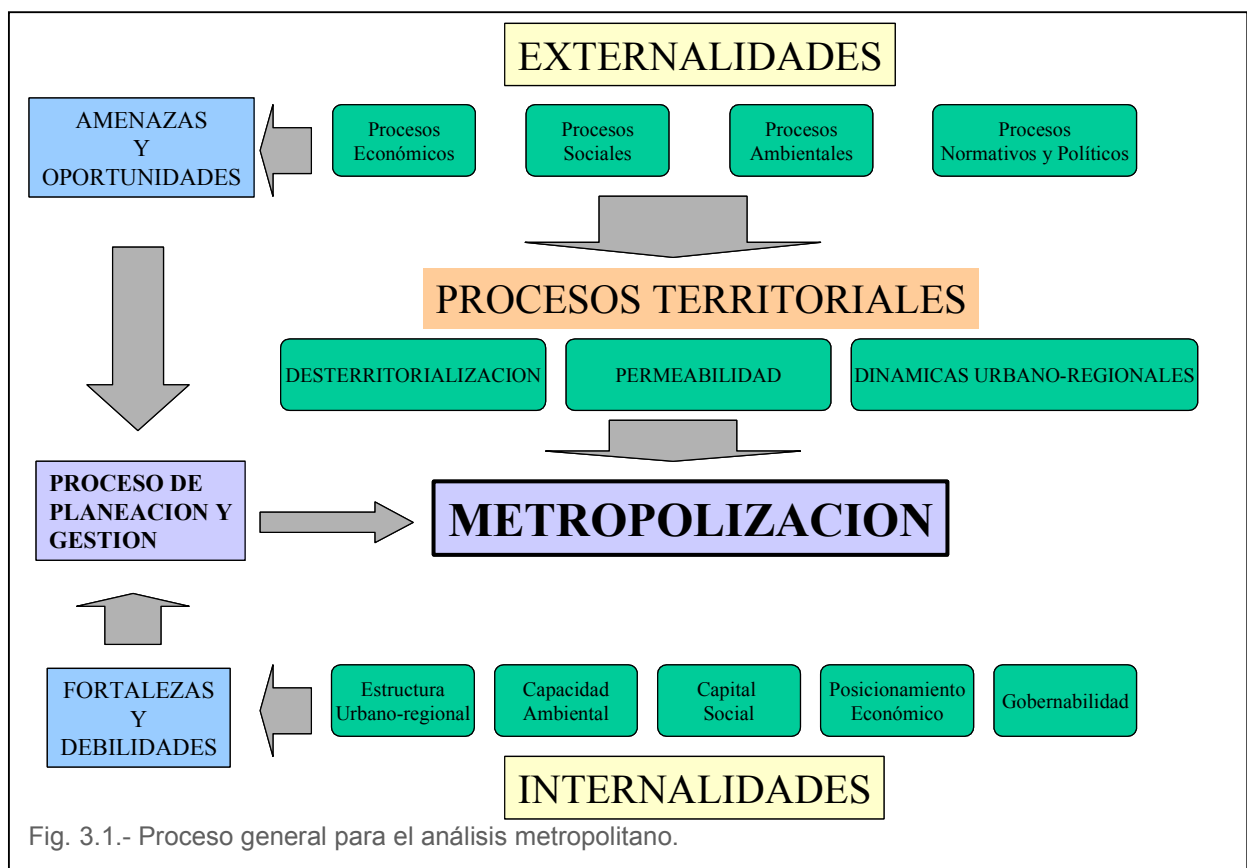 EXTERNALIDADES
AMENAZAS
Y
OPORTUNIDADES
Procesos
Económicos
Procesos
Sociales
Procesos
Ambientales
Procesos
Normativos y Políticos
PROCESOS TERRITORIALES
DESTERRITORIALIZACION
PERMEABILIDAD
DINAMICAS URBANO-REGIONALES
PROCESO DE
PLANEACION Y
GESTION
METROPOLIZACION
FORTALEZAS
Y
DEBILIDADES
Estructura
Urbano-regional
Capacidad
Ambiental
Capital
Social
Posicionamiento
Económico
Gobernabilidad
INTERNALIDADES
Fig. 3.1.- Proceso general para el análisis metropolitano.